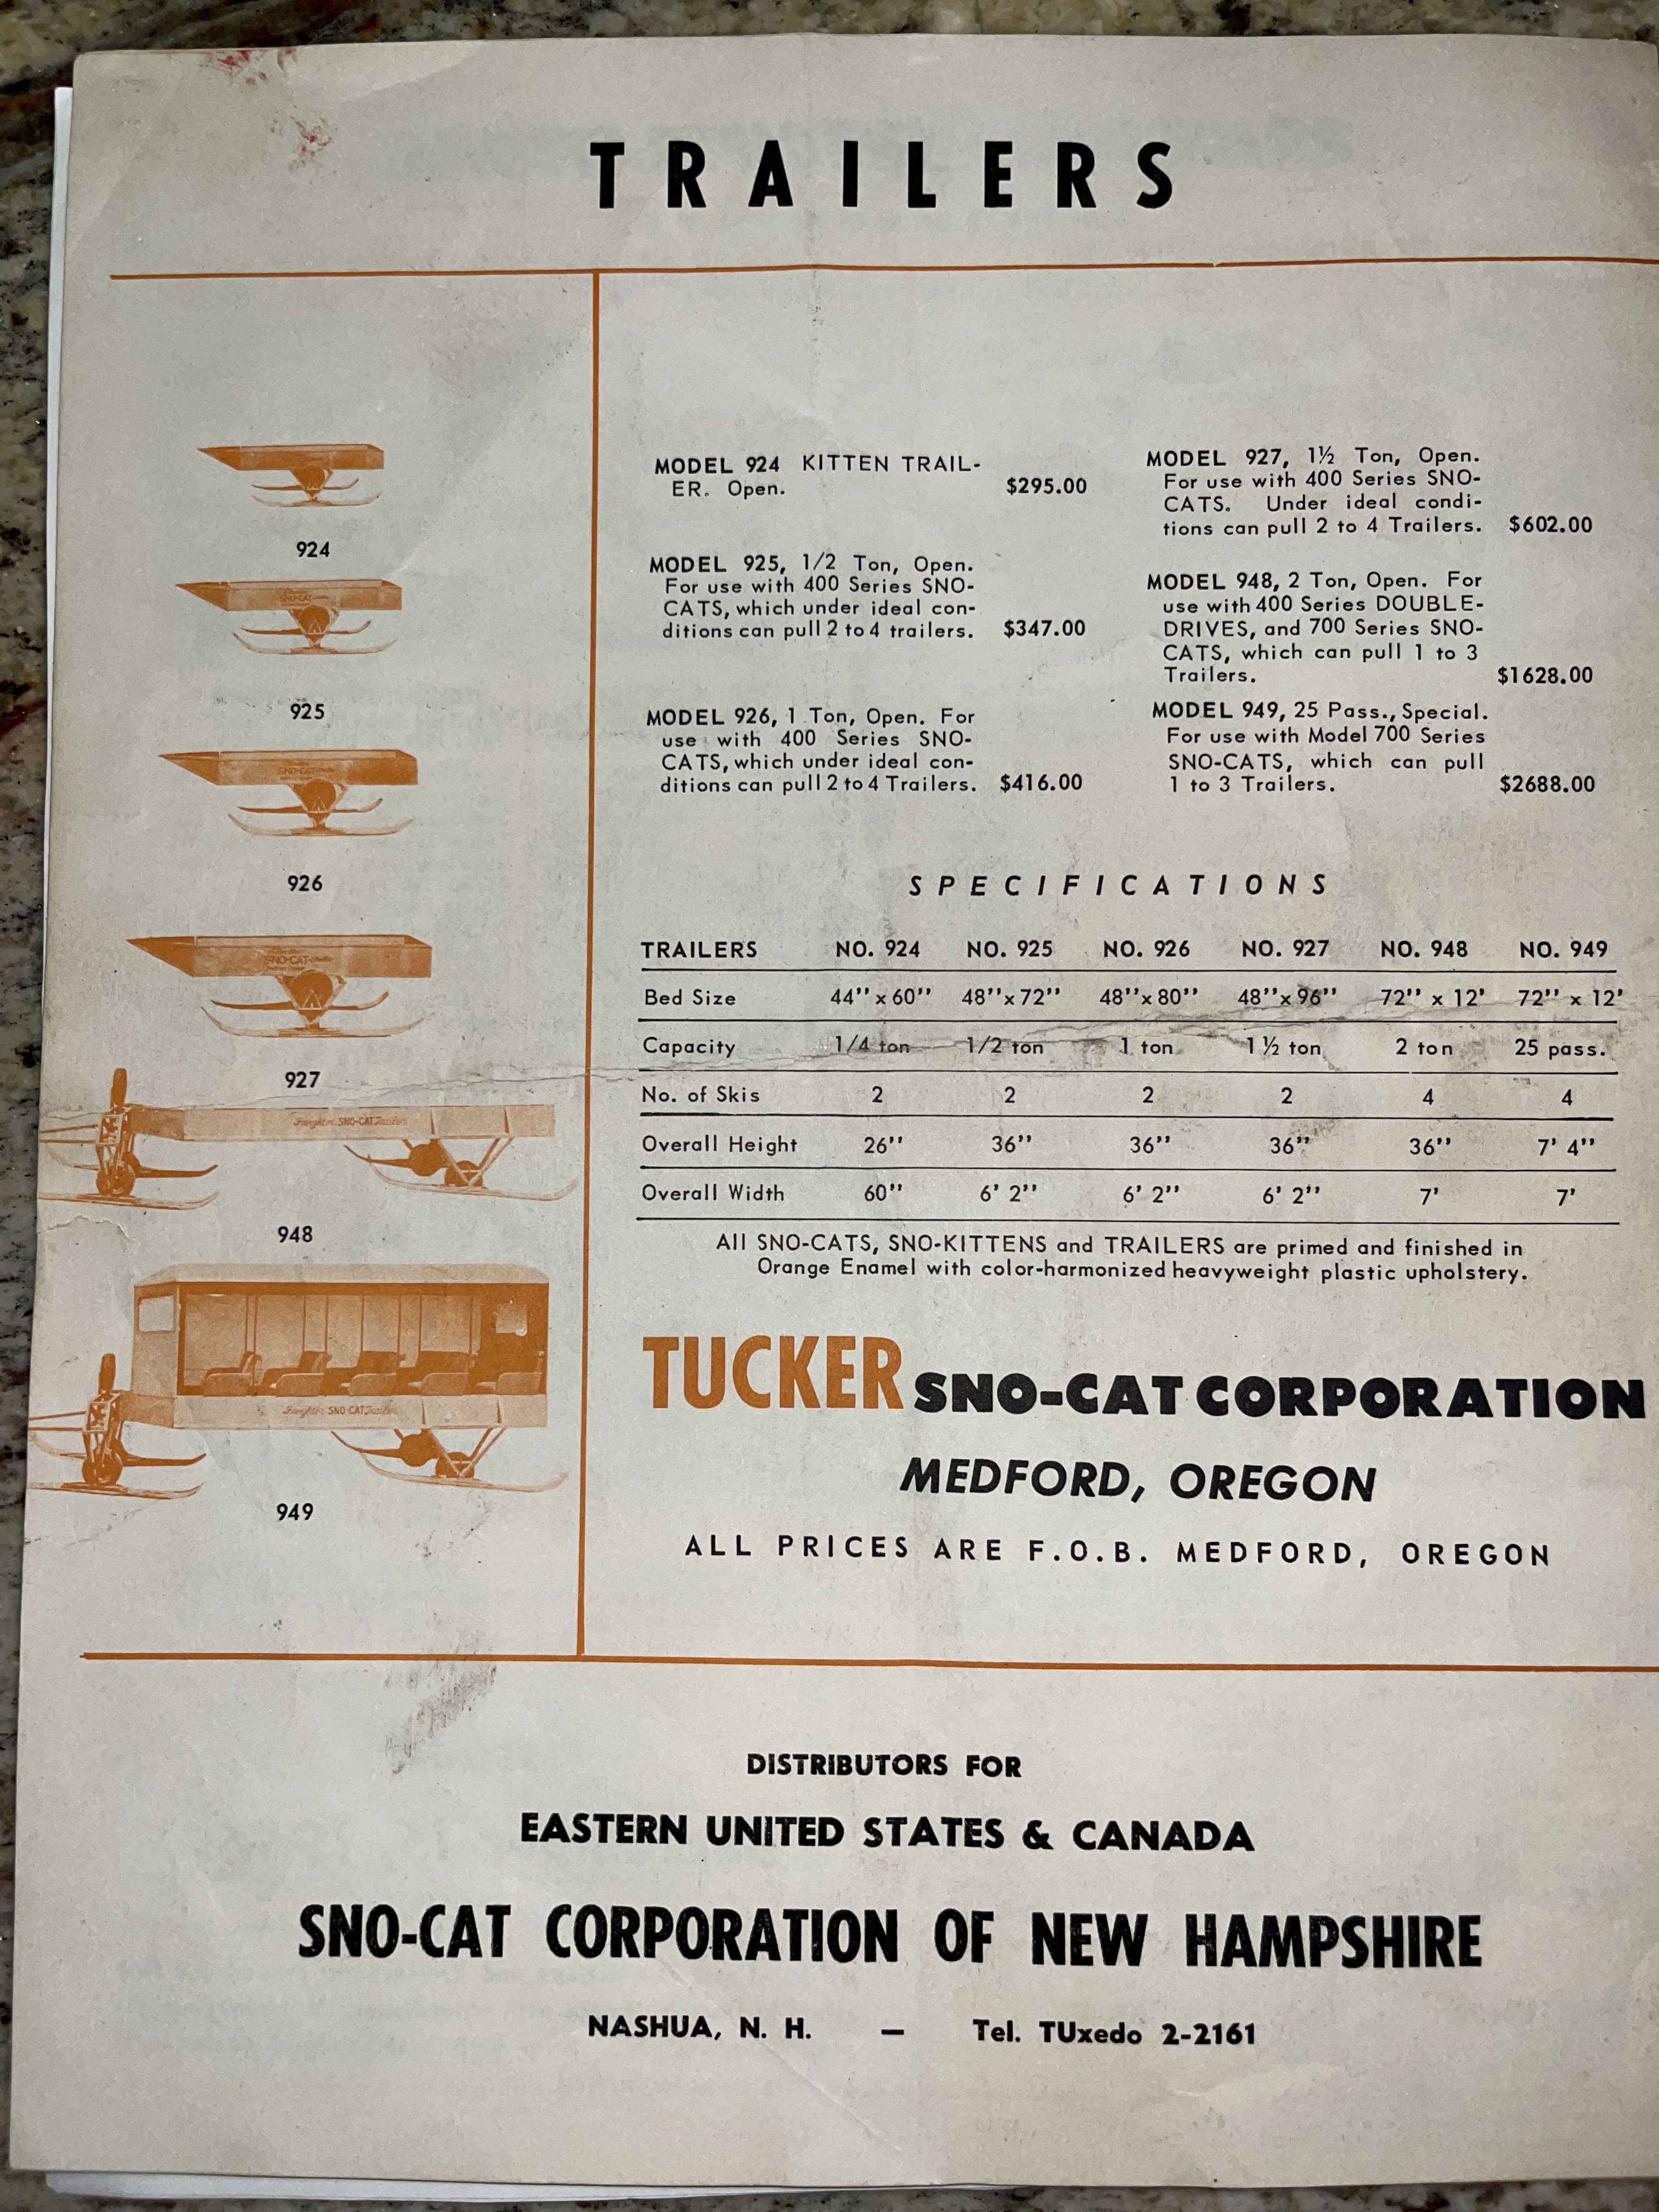 TRAILERS
924
925
926
927
948
949
MODEL 924 KITTEN TRAIL-
ER. Open. $295.00
MODEL 925, 1/2 Ton, Open.
For use with 400 Series SNO-
CATS, which under ideal con-
ditions can pull 2 to 4 trailers. $347.00
MODEL 926, 1 Ton, Open. For
use with 400 Series SNO-
CATS, which under ideal con-
ditions can pull 2 to 4 Trailers. $416.00
MODEL 927, 1½ Ton, Open.
For use with 400 Series SNO-
CATS. Under ideal condi-
tions can pull 2 to 4 Trailers. $602.00
MODEL 948, 2 Ton, Open. For
use with 400 Series DOUBLE-
DRIVES, and 700 Series SNO-
CATS, which can pull 1 to 3
Trailers. $1628.00
MODEL 949, 25 Pass., Special.
For use with Model 700 Series
SNO-CATS, which can pull
1 to 3 Trailers. $2688.00
SPECIFICATIONS
TRAILERS NO. 924 NO. 925 NO. 926 NO. 927 NO. 948 NO. 949
Bed Size 44'' x 60'' 48'' x 72'' 48'' x 80'' 48'' x 96'' 72'' x 12' 72'' x 12'
Capacity 1/4 ton 1/2 ton 1 ton 1½ ton 2 ton 25 pass.
No. of Skis 2 2 2 2 4 4
Overall Height 26'' 36'' 36'' 36'' 36'' 7' 4''
Overall Width 60'' 6' 2'' 6' 2'' 6' 2'' 7' 7'
All SNO-CATS, SNO-KITTENS and TRAILERS are primed and finished in
Orange Enamel with color-harmonized heavyweight plastic upholstery.
TUCKER SNO-CAT CORPORATION
MEDFORD, OREGON
ALL PRICES ARE F.O.B. MEDFORD, OREGON
DISTRIBUTORS FOR
EASTERN UNITED STATES & CANADA
SNO-CAT CORPORATION OF NEW HAMPSHIRE
NASHUA, N. H. — Tel. TUxedo 2-2161
SNO-CAT
SNO-CAT
SNO-CAT
SNO-CAT Trailer
SNO-CAT Trailer